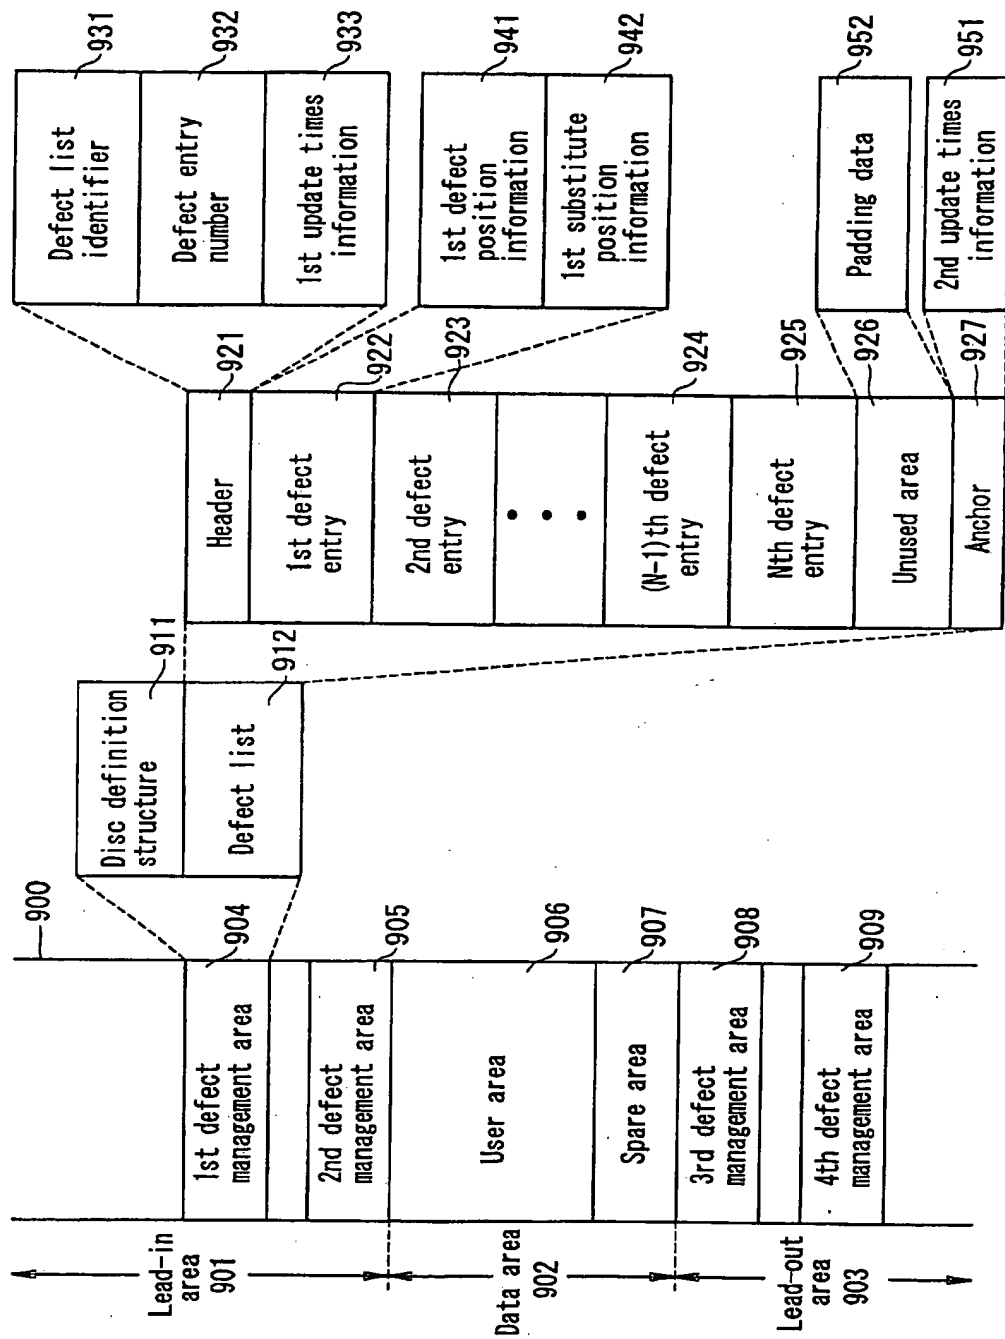 900
Lead-in
area
901
Data area
902
Lead-out
area
903
1st defect
management area
904
2nd defect
management area
905
User area
906
Spare area
907
3rd defect
management area
908
4th defect
management area
909
Disc definition
structure
911
Defect list
912
Header
921
1st defect
entry
922
2nd defect
entry
923
(N-1)th defect
entry
924
Nth defect
entry
925
Unused area
926
Anchor
927
Defect list
identifier
931
Defect entry
number
932
1st update times
information
933
1st defect
position
information
941
1st substitute
position
information
942
Padding data
952
2nd update times
information
951